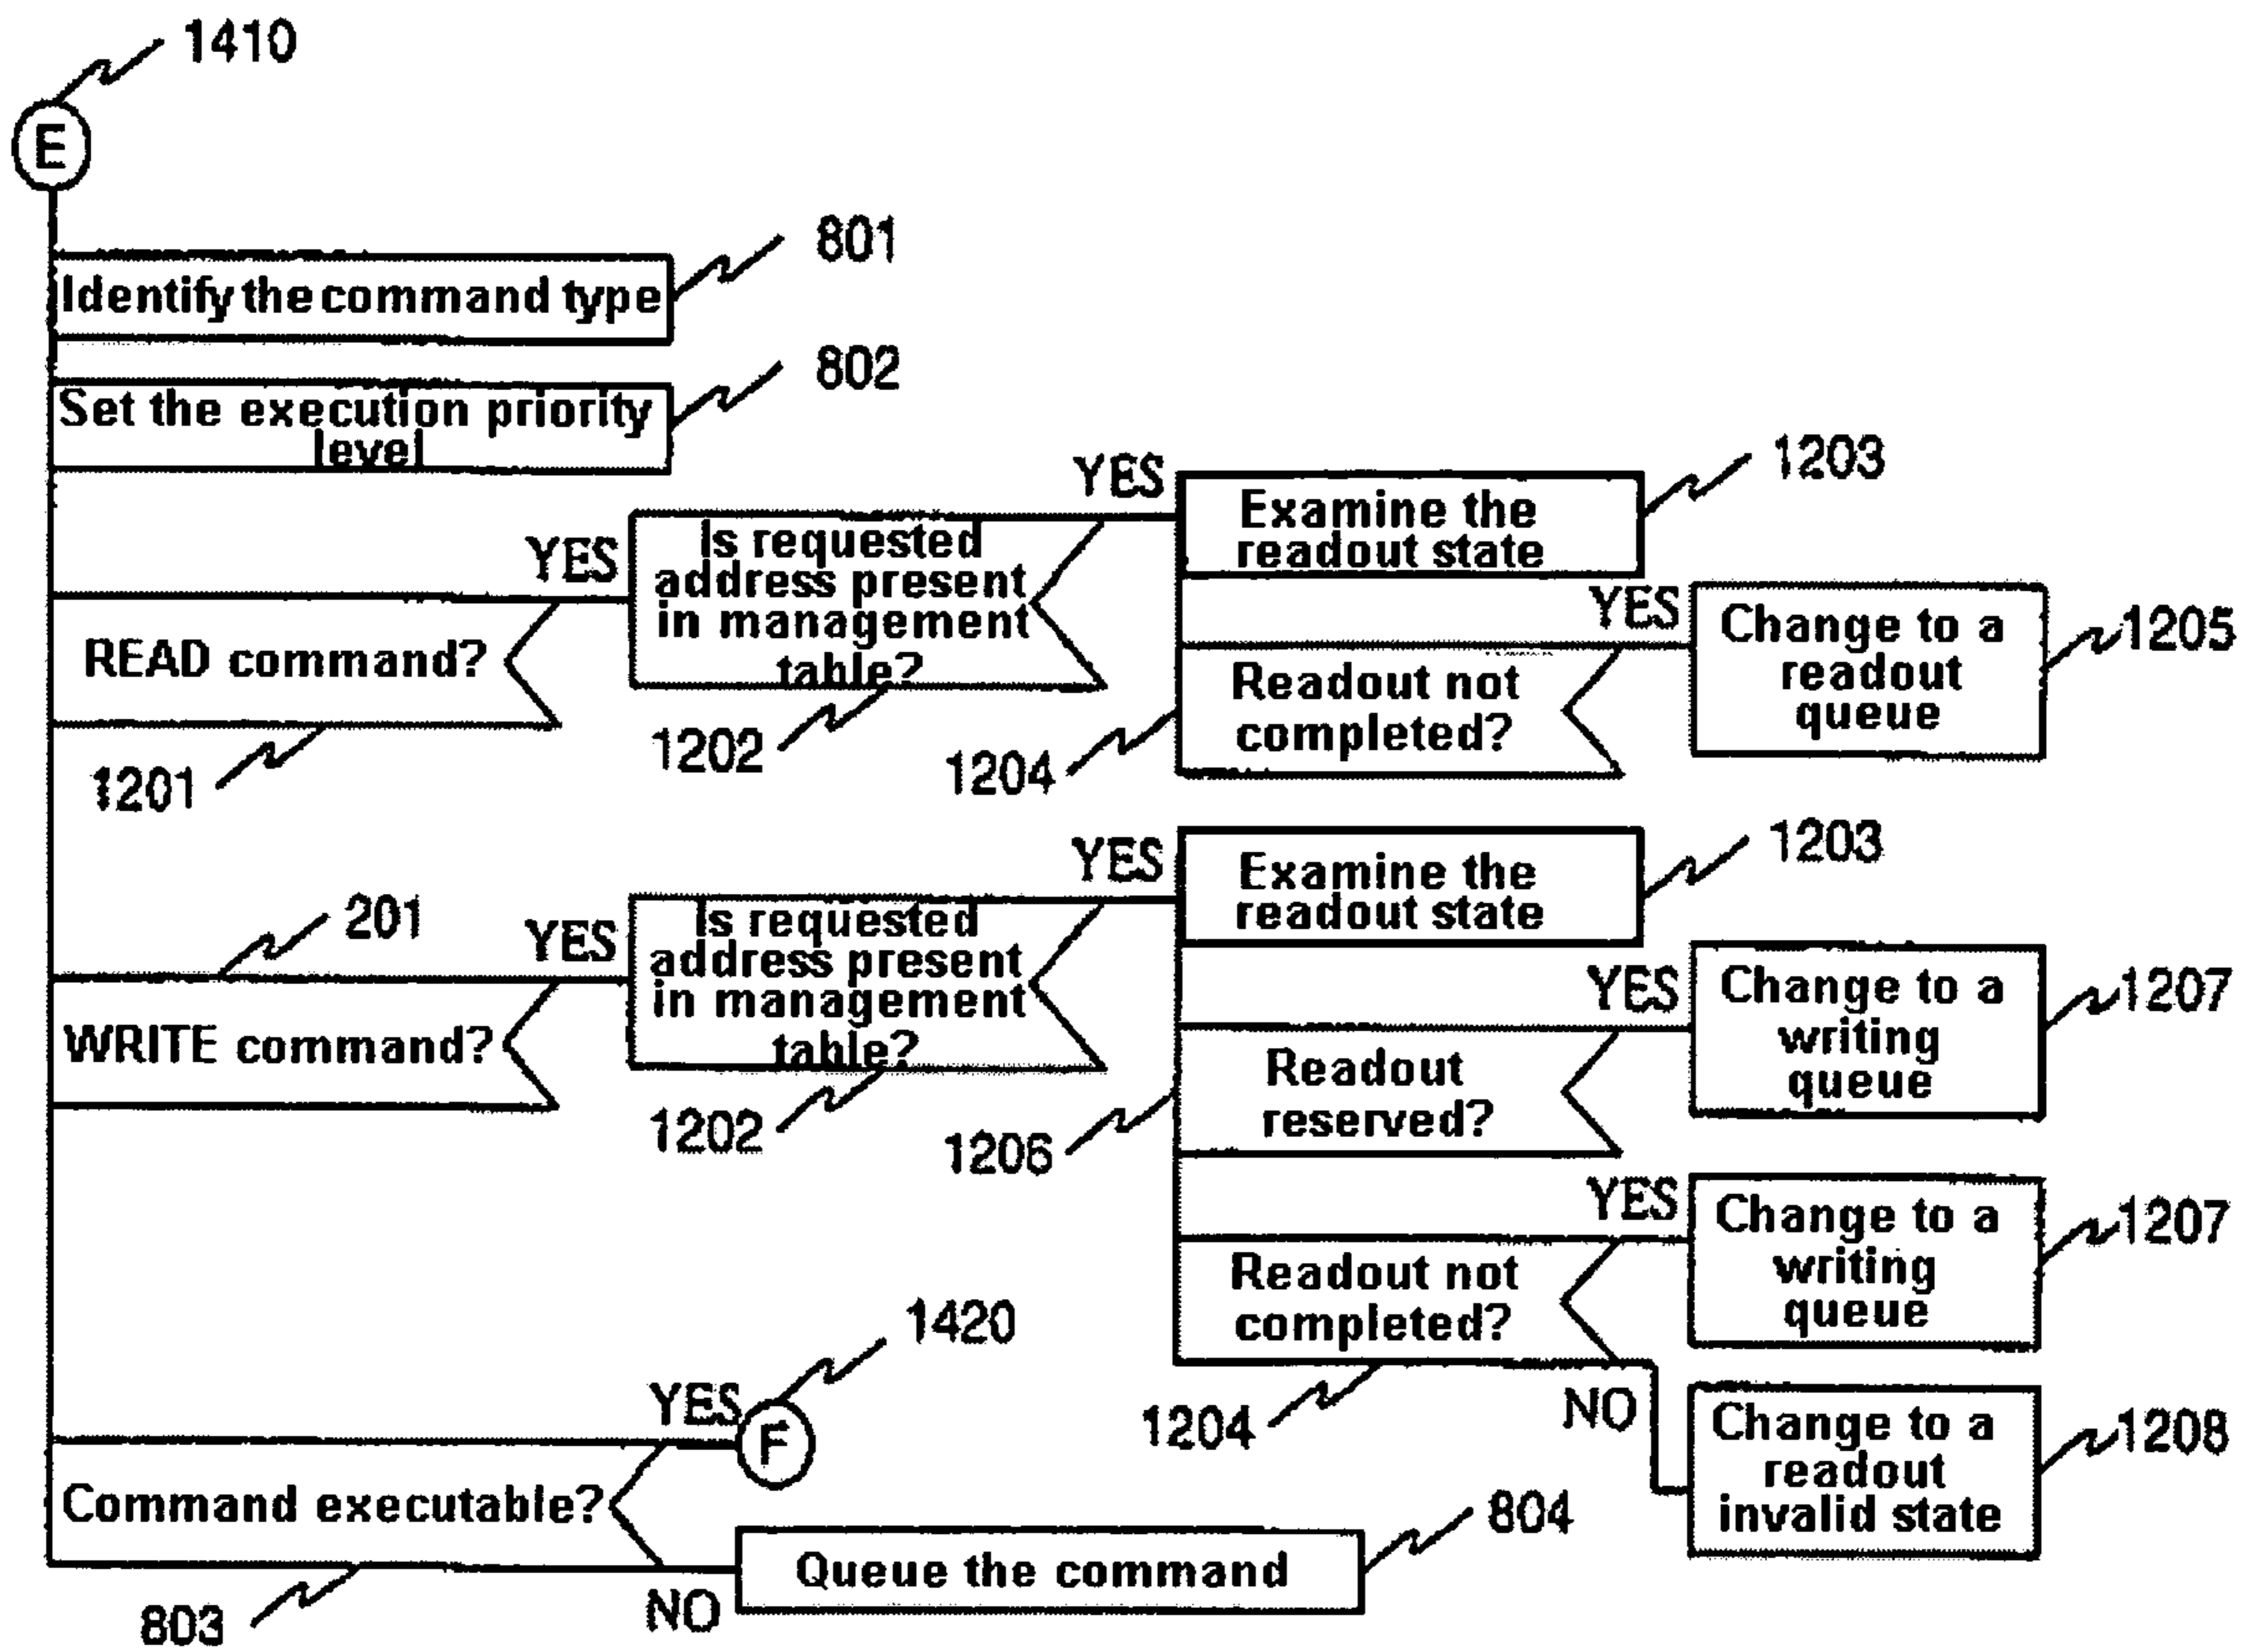 1410
E
801
Identify the command type
802
Set the execution priority
level
YES
1203
Examine the
readout state
YES
Is requested
address present
in management
table?
YES
Change to a
readout
queue
1205
READ command?
Readout not
completed?
1202
1204
1201
YES
1203
Examine the
readout state
201
YES
Is requested
address present
in management
table?
YES
Change to a
writing
queue
1207
WRITE command?
Readout
reserved?
1202
1206
YES
Change to a
writing
queue
1207
Readout not
completed?
1420
YES
F
1204
NO
Change to a
readout
invalid state
1208
Command executable?
804
Queue the command
NO
803